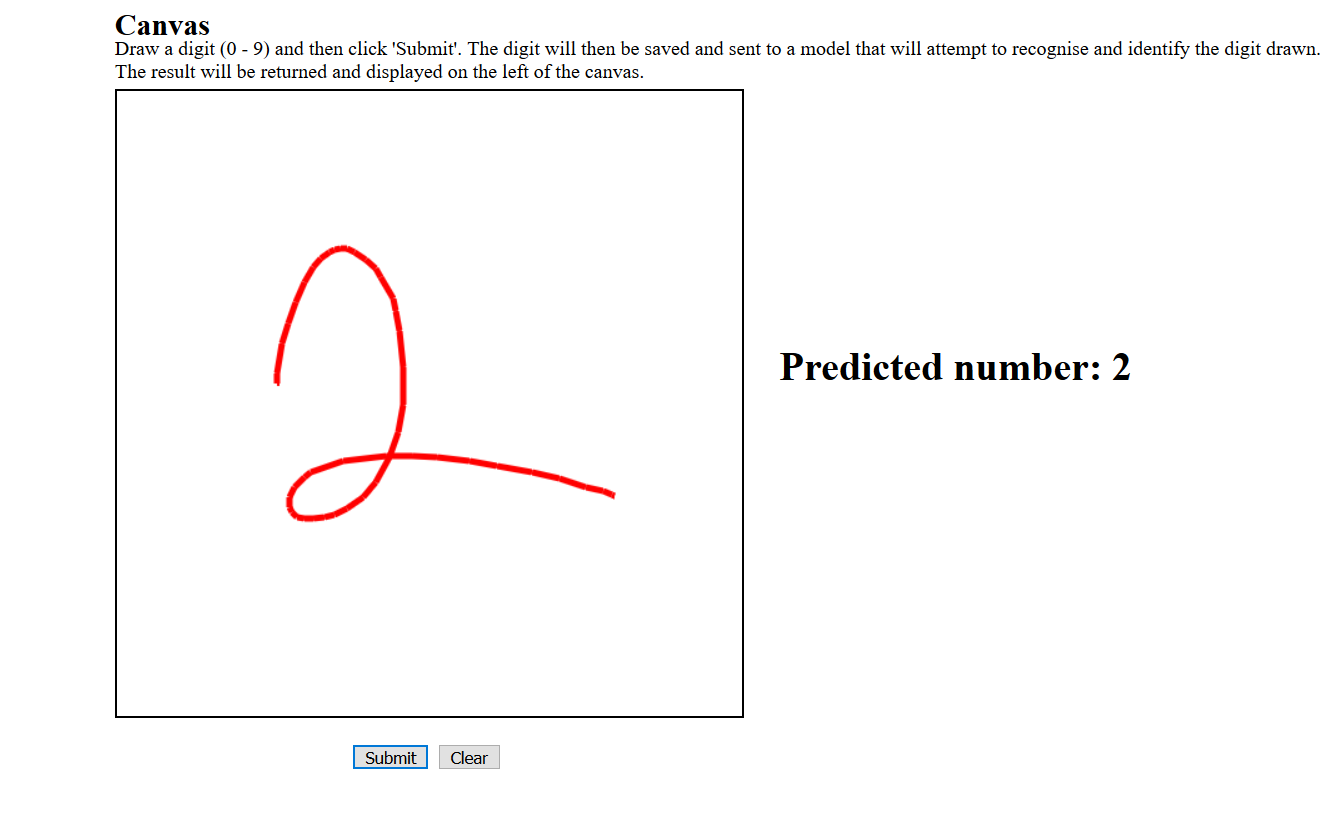 Canvas
Draw a digit (0 - 9) and then click 'Submit'. The digit will then be saved and sent to a model that will attempt to recognise and identify the digit drawn.
The result will be returned and displayed on the left of the canvas.
2
Predicted number: 2
Submit Clear